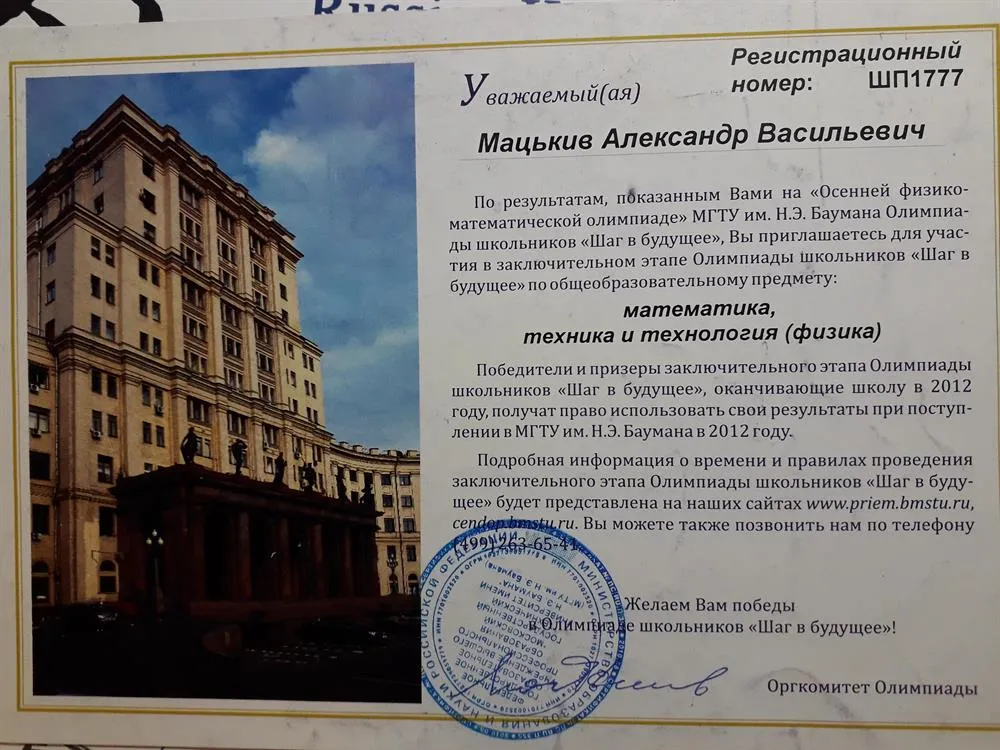 Регистрационный
номер: ШП1777
Уважаемый(ая)
Мацькив Александр Васильевич
По результатам, показанным Вами на «Осенней физико-
математической олимпиаде» МГТУ им. Н.Э. Баумана Олимпиа-
ды школьников «Шаг в будущее», Вы приглашаетесь для учас-
тия в заключительном этапе Олимпиады школьников «Шаг в
будущее» по общеобразовательному предмету:
математика,
техника и технология (физика)
Победители и призеры заключительного этапа Олимпиады
школьников «Шаг в будущее», оканчивающие школу в 2012
году, получат право использовать свои результаты при поступ-
лении в МГТУ им. Н.Э. Баумана в 2012 году.
Подробная информация о времени и правилах проведения
заключительного этапа Олимпиады школьников «Шаг в буду-
щее» будет представлена на наших сайтах www.priem.bmstu.ru,
cendop.bmstu.ru. Вы можете также позвонить нам по телефону
(499)263-65-41
Желаем Вам победы
в Олимпиаде школьников «Шаг в будущее»!
Оргкомитет Олимпиады